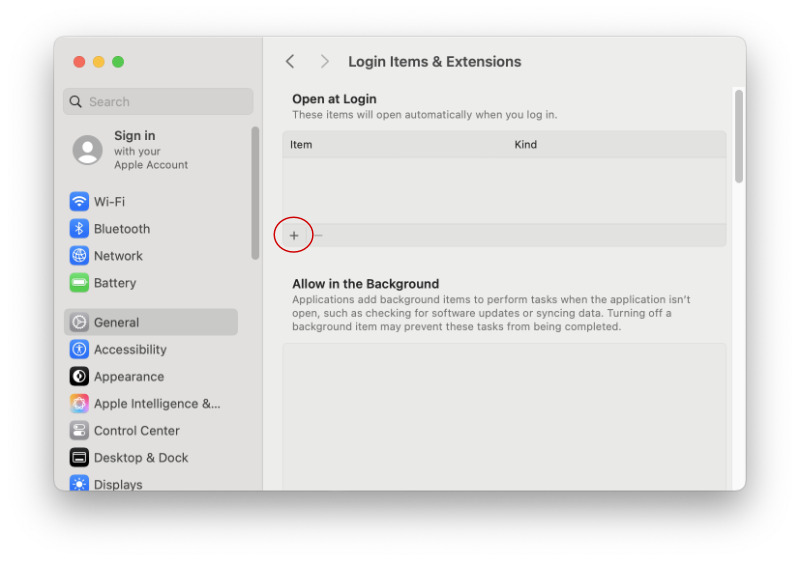 Search
Sign in
with your
Apple Account
Wi-Fi
Bluetooth
Network
Battery
General
Accessibility
Appearance
Apple Intelligence &...
Control Center
Desktop & Dock
Displays
Login Items & Extensions
Open at Login
These items will open automatically when you log in.
Item Kind
+ −
Allow in the Background
Applications add background items to perform tasks when the application isn't
open, such as checking for software updates or syncing data. Turning off a
background item may prevent these tasks from being completed.